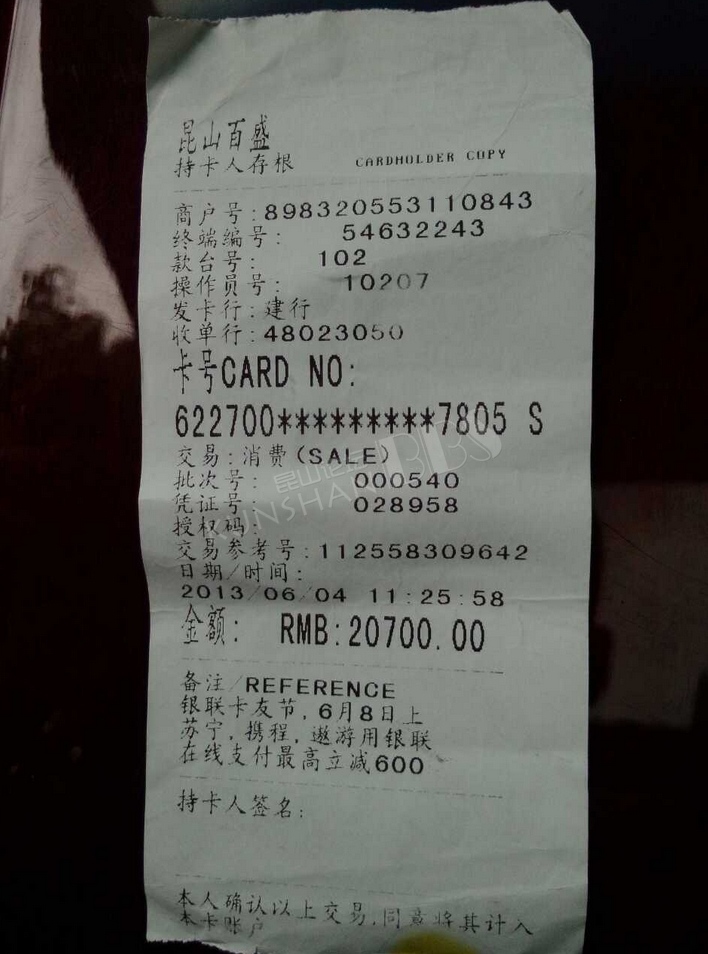 昆山百盛
持卡人存根 CARDHOLDER COPY
商户号:898320553110843
终端编号: 54632243
款台号: 102
操作员号: 10207
发卡行:建行
收单行:48023050
卡号CARD NO:
622700*********7805 S
交易:消费(SALE)
批次号: 000540
凭证号: 028958
授权码:
交易参考号:112558309642
日期/时间:
2013/06/04 11:25:58
金额: RMB:20700.00
备注/REFERENCE
银联卡友节,6月8日上
苏宁,携程,遨游用银联
在线支付最高立减600
持卡人签名:
本人确认以上交易,同意将其计入
本卡账户
昆山论坛 BBS
KUNSHAN